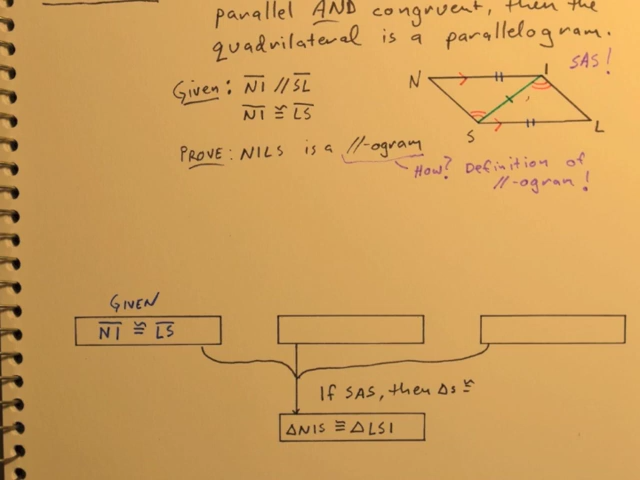 parallel AND congruent, then the
quadrilateral is a parallelogram.
Given: NI // SL
NI ≅ LS
PROVE: NILS is a //-ogram
How? Definition of
//-ogram!
SAS!
N
I
S
L
GIVEN
NI ≅ LS
If SAS, then Δs ≅
ΔNIS ≅ ΔLSI